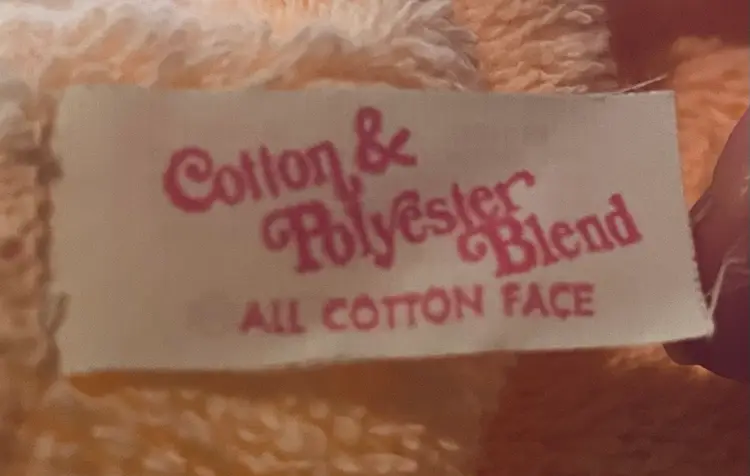 Cotton &
Polyester
Blend
ALL COTTON FACE